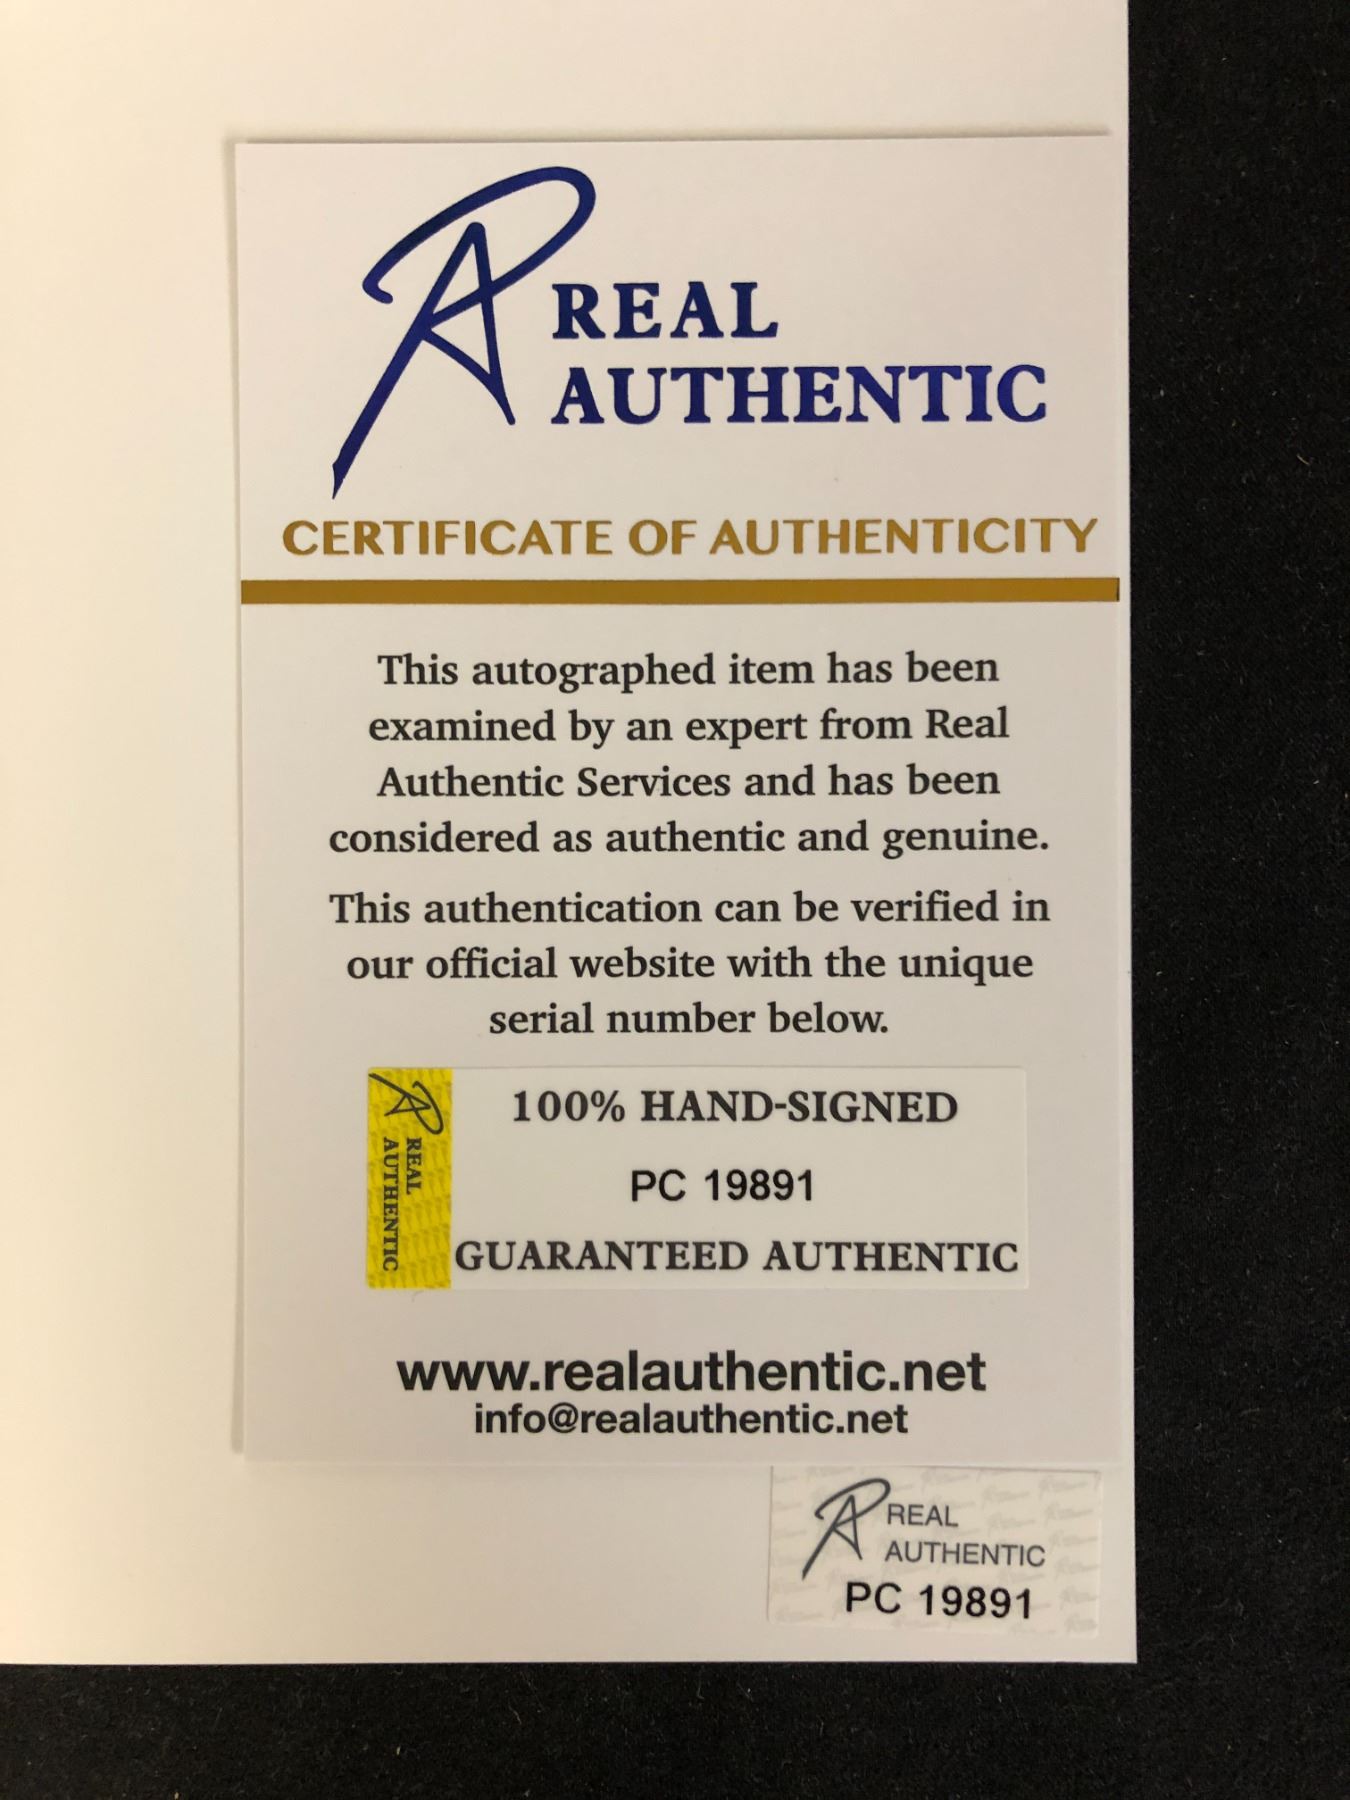 REAL
AUTHENTIC
CERTIFICATE OF AUTHENTICITY
This autographed item has been
examined by an expert from Real
Authentic Services and has been
considered as authentic and genuine.
This authentication can be verified in
our official website with the unique
serial number below.
REAL
AUTHENTIC
100% HAND-SIGNED
PC 19891
GUARANTEED AUTHENTIC
www.realauthentic.net
info@realauthentic.net
REAL
AUTHENTIC
PC 19891